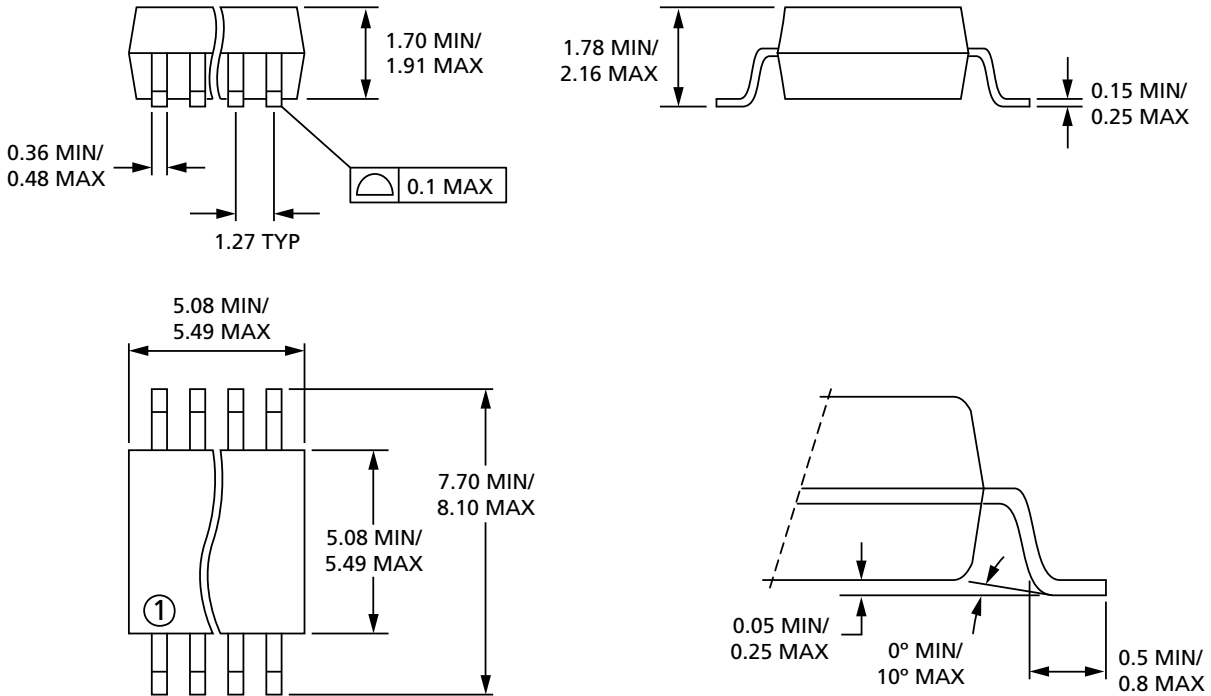 1.70 MIN/
1.91 MAX
0.36 MIN/
0.48 MAX
0.1 MAX
1.27 TYP
1.78 MIN/
2.16 MAX
0.15 MIN/
0.25 MAX
5.08 MIN/
5.49 MAX
7.70 MIN/
8.10 MAX
5.08 MIN/
5.49 MAX
1
0.05 MIN/
0.25 MAX
0º MIN/
10º MAX
0.5 MIN/
0.8 MAX